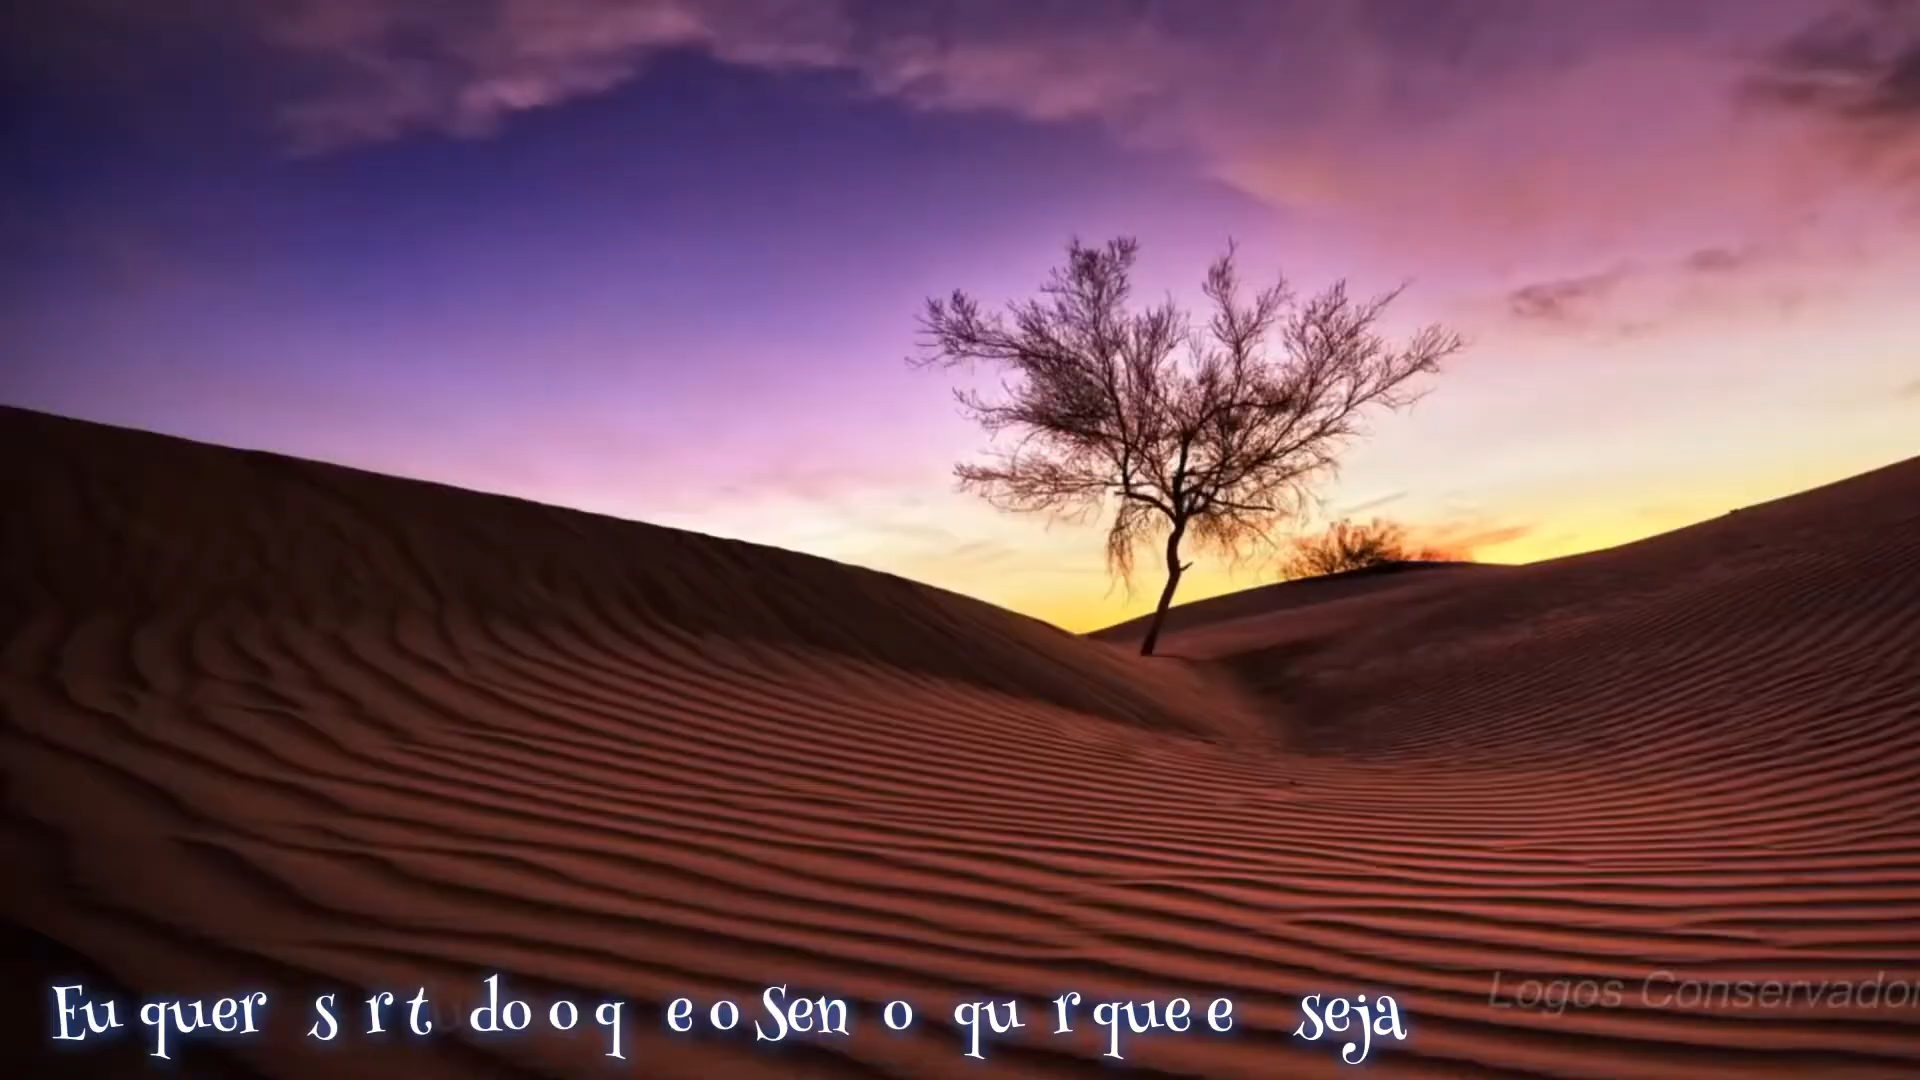 Eu quer s r t do o q e o Sen o qu r que e seja
Logos Conservador